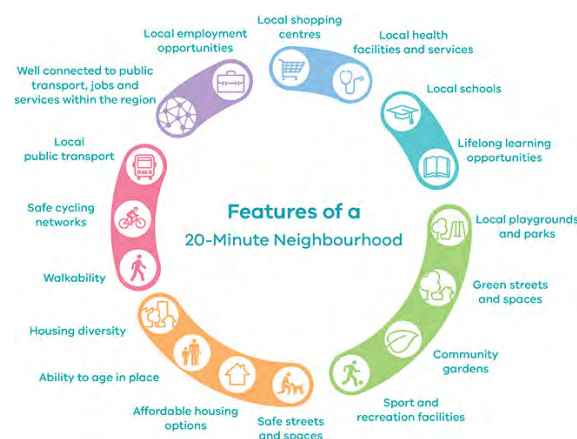 Features of a
20-Minute Neighbourhood
Local shopping
centres
Local health
facilities and services
Local schools
Lifelong learning
opportunities
Local playgrounds
and parks
Green streets
and spaces
Community
gardens
Sport and
recreation facilities
Safe streets
and spaces
Affordable housing
options
Ability to age in place
Housing diversity
Walkability
Safe cycling
networks
Local
public transport
Well connected to public
transport, jobs and
services within the region
Local employment
opportunities